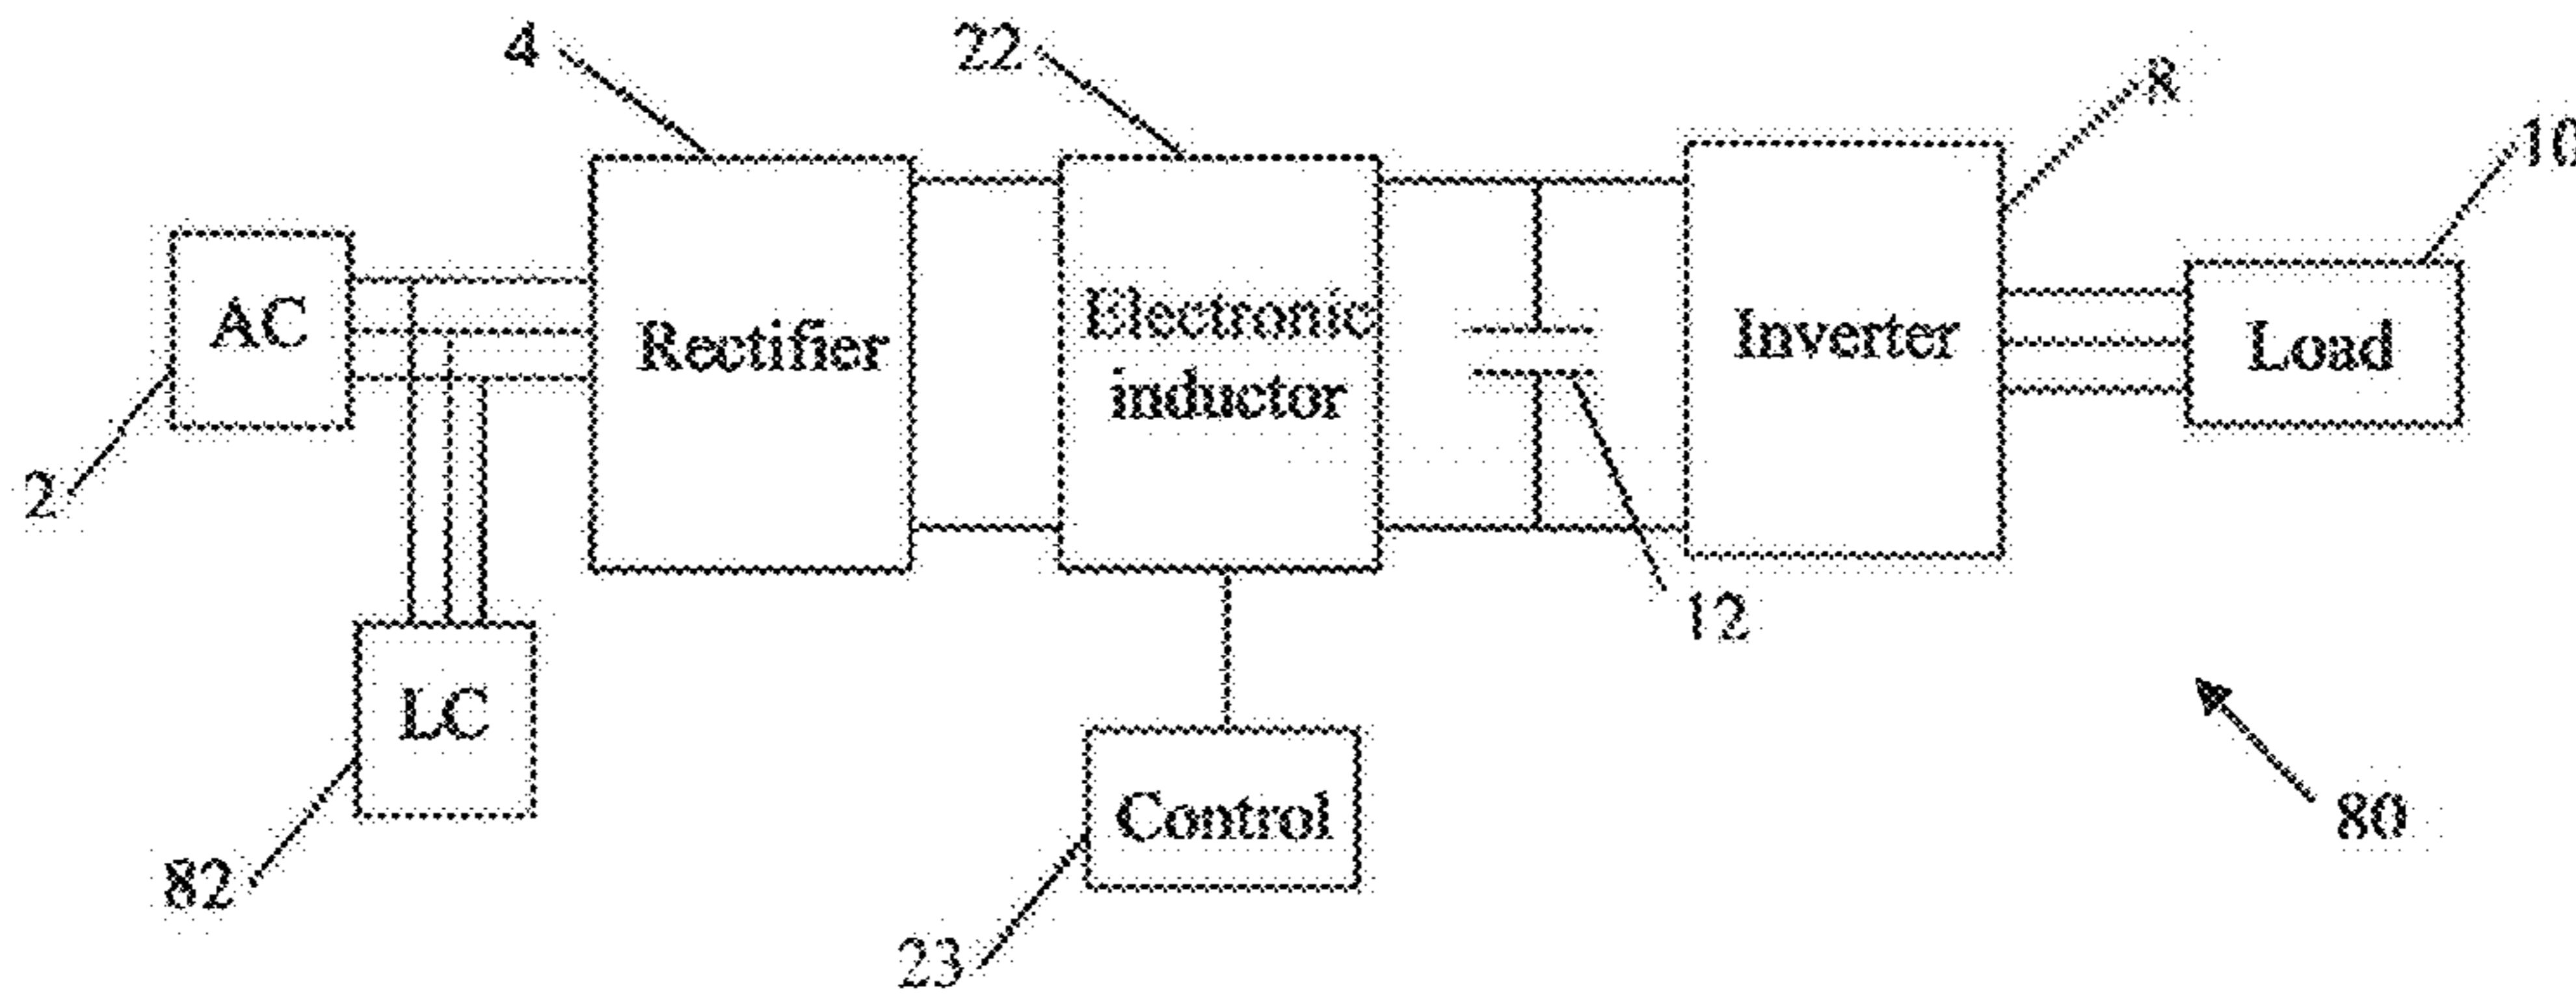 4
22
8
10
AC
Rectifier
Electronic
inductor
Inverter
Load
2
12
LC
Control
80
82
23